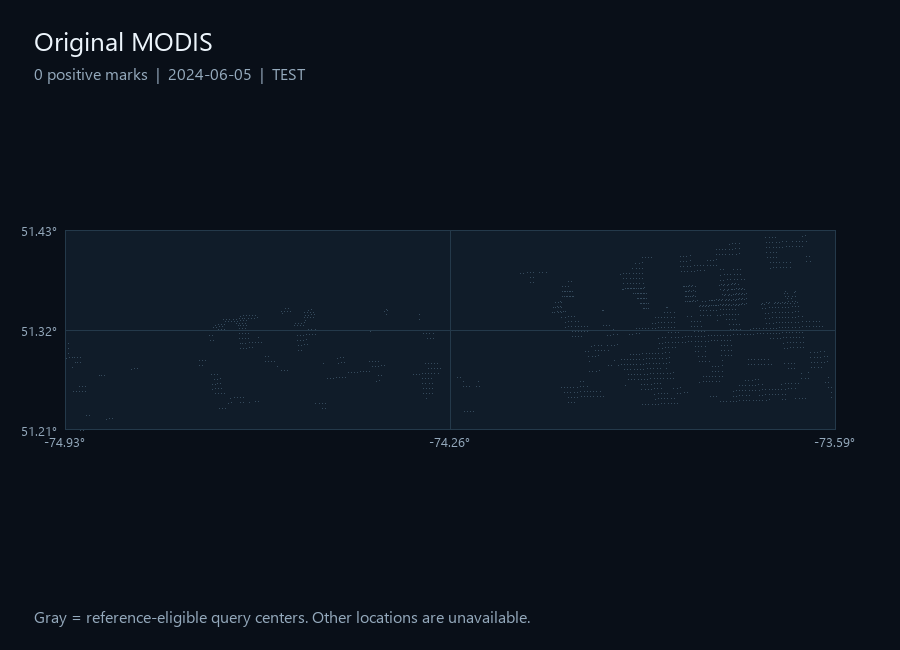 Original MODIS
0 positive marks | 2024-06-05 | TEST
51.43°
51.32°
51.21°
-74.93° -74.26° -73.59°
Gray = reference-eligible query centers. Other locations are unavailable.